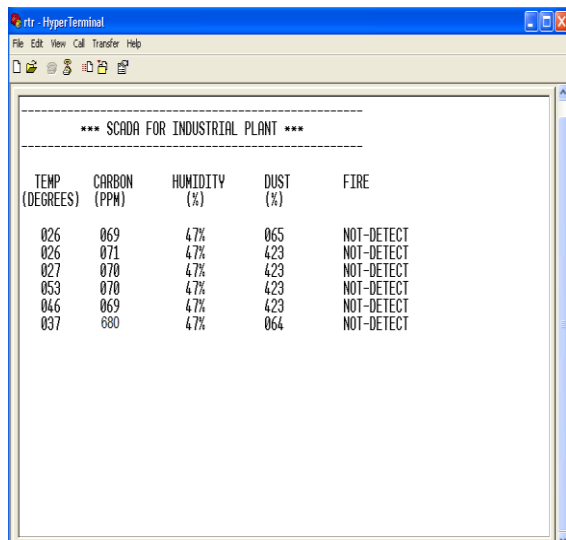 rtr - HyperTerminal
File Edit View Call Transfer Help
-----------------------------------------------------
*** SCADA FOR INDUSTRIAL PLANT ***
-----------------------------------------------------
TEMP CARBON HUMIDITY DUST FIRE
(DEGREES) (PPM) (%) (%)
026 069 47% 065 NOT-DETECT
026 071 47% 423 NOT-DETECT
027 070 47% 423 NOT-DETECT
053 070 47% 423 NOT-DETECT
046 069 47% 423 NOT-DETECT
037 680 47% 064 NOT-DETECT